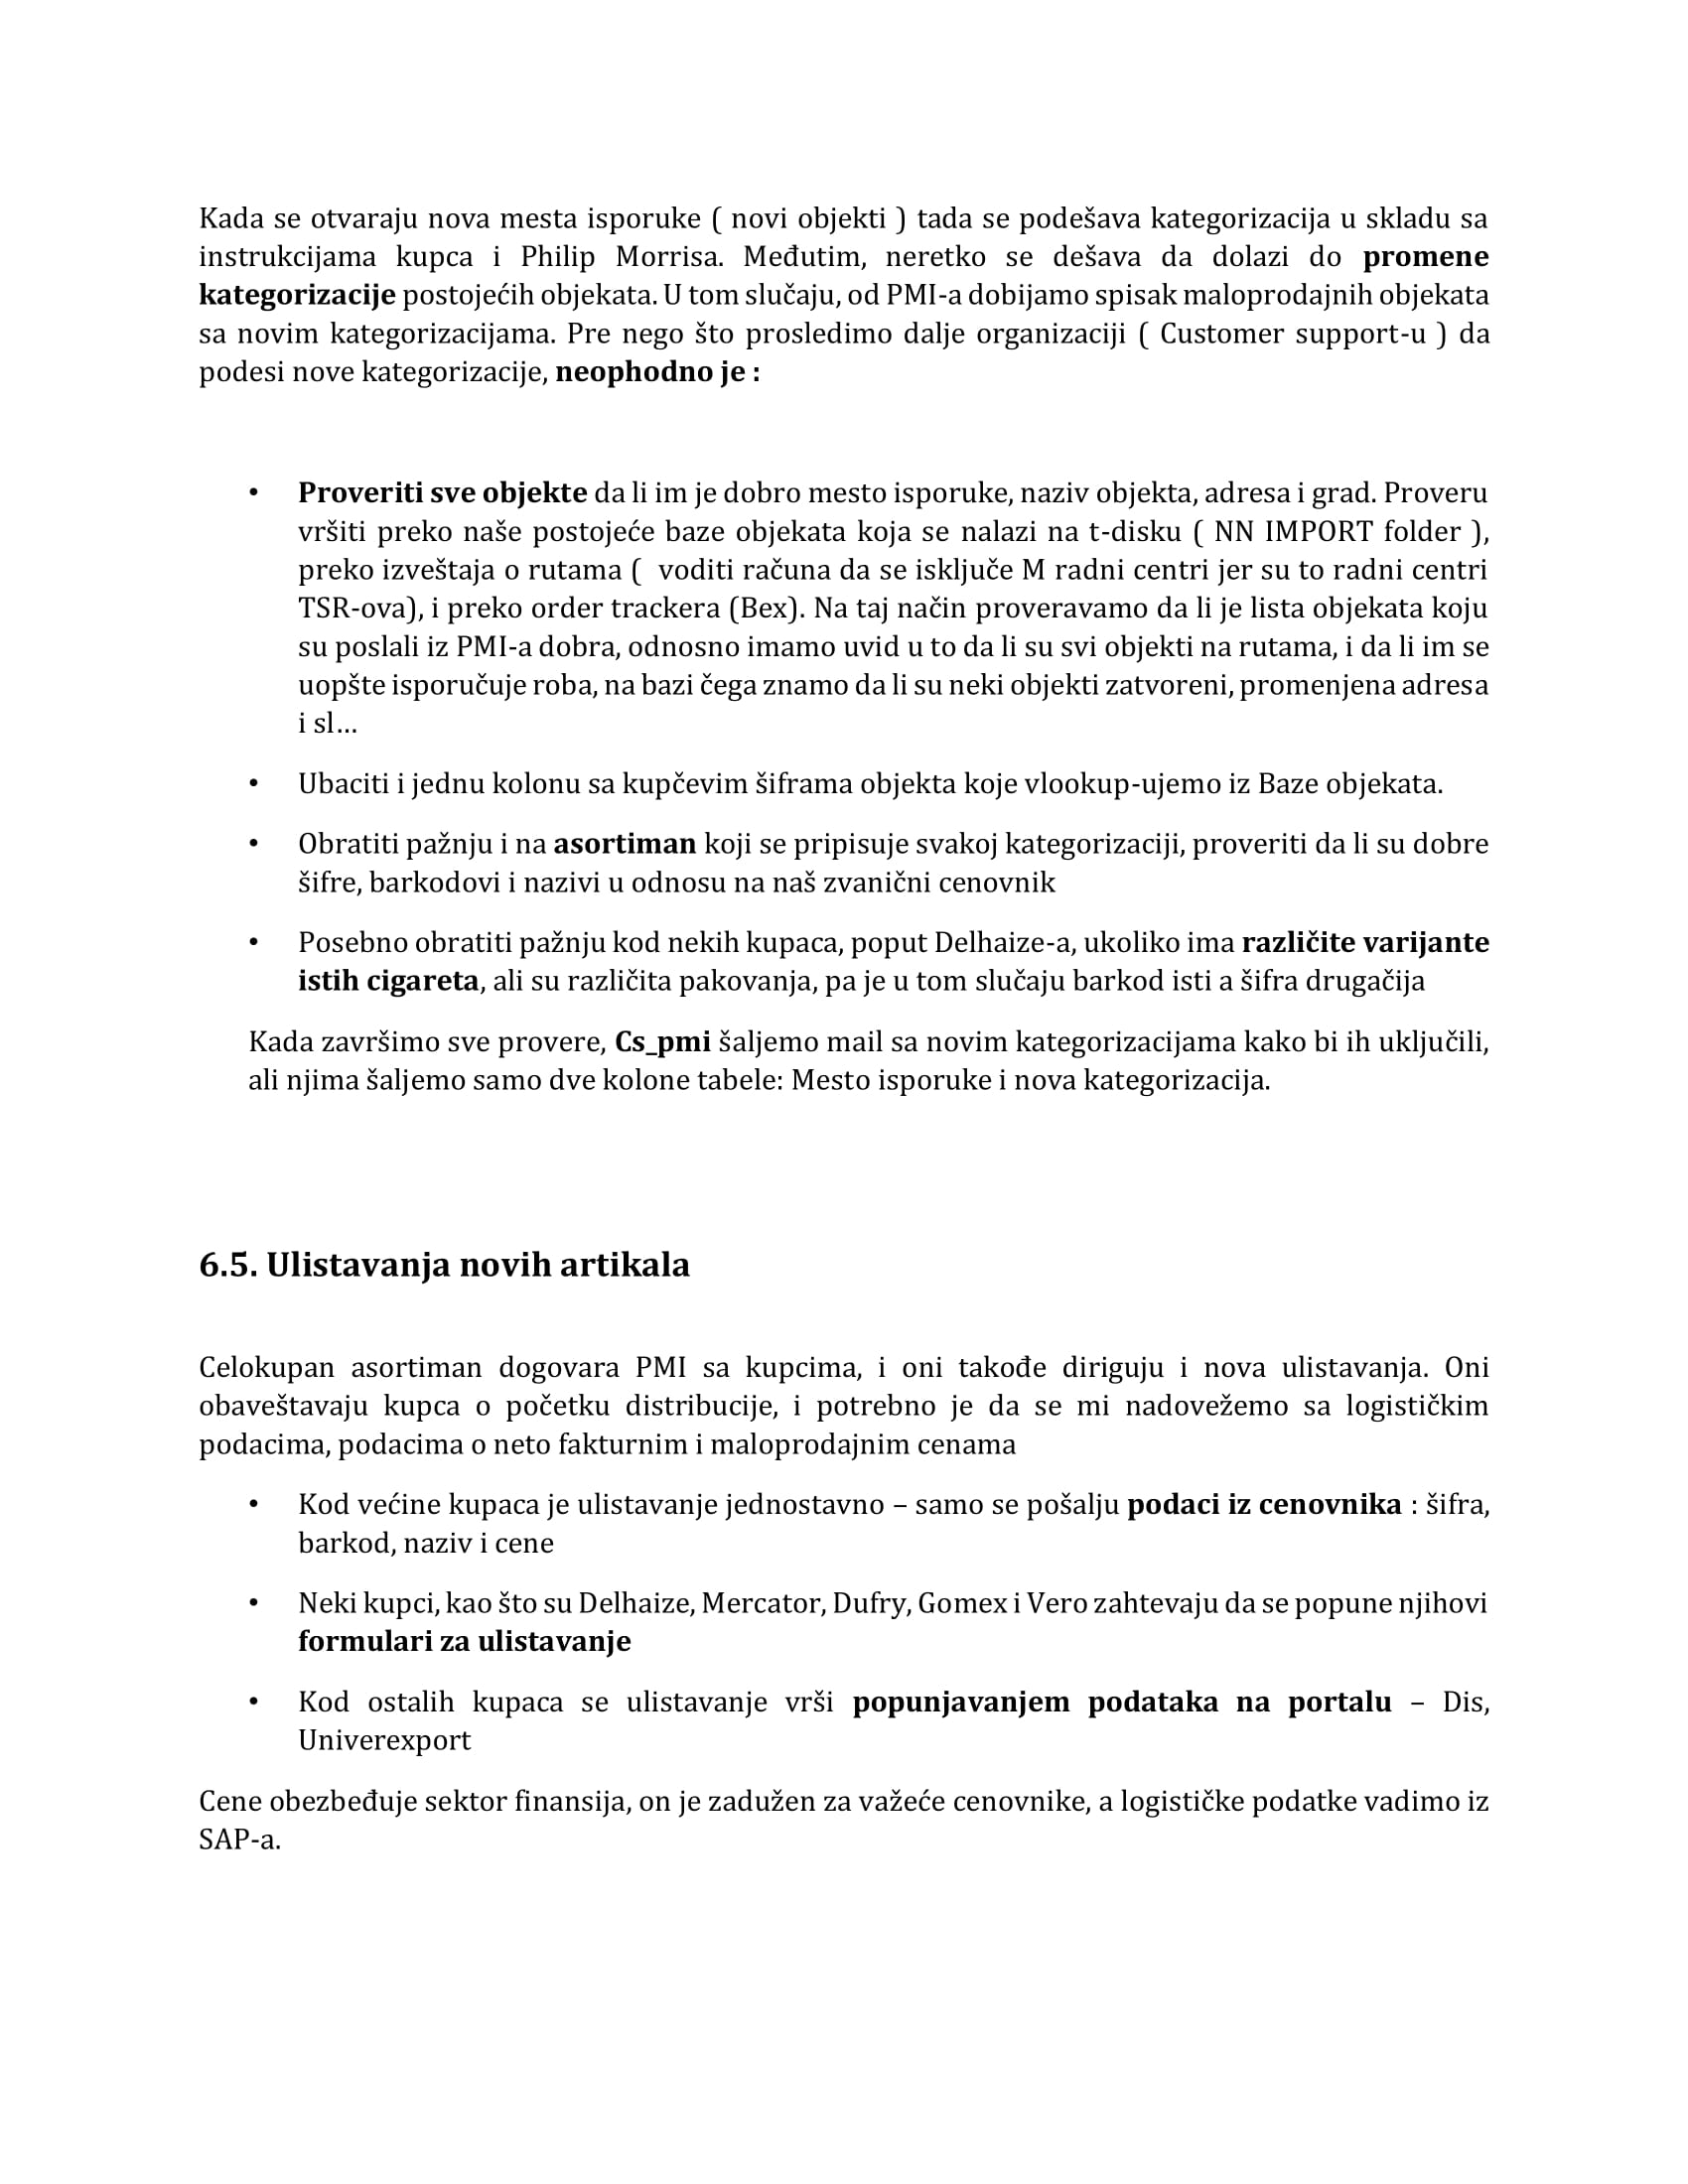 Kada se otvaraju nova mesta isporuke ( novi objekti ) tada se podešava kategorizacija u skladu sa
instrukcijama kupca i Philip Morrisa. Međutim, neretko se dešava da dolazi do promene
kategorizacije postojećih objekata. U tom slučaju, od PMI-a dobijamo spisak maloprodajnih objekata
sa novim kategorizacijama. Pre nego što prosledimo dalje organizaciji ( Customer support-u ) da
podesi nove kategorizacije, neophodno je :
• Proveriti sve objekte da li im je dobro mesto isporuke, naziv objekta, adresa i grad. Proveru
vršiti preko naše postojeće baze objekata koja se nalazi na t-disku ( NN IMPORT folder ),
preko izveštaja o rutama (  voditi računa da se isključe M radni centri jer su to radni centri
TSR-ova), i preko order trackera (Bex). Na taj način proveravamo da li je lista objekata koju
su poslali iz PMI-a dobra, odnosno imamo uvid u to da li su svi objekti na rutama, i da li im se
uopšte isporučuje roba, na bazi čega znamo da li su neki objekti zatvoreni, promenjena adresa
i sl…
• Ubaciti i jednu kolonu sa kupčevim šiframa objekta koje vlookup-ujemo iz Baze objekata.
• Obratiti pažnju i na asortiman koji se pripisuje svakoj kategorizaciji, proveriti da li su dobre
šifre, barkodovi i nazivi u odnosu na naš zvanični cenovnik
• Posebno obratiti pažnju kod nekih kupaca, poput Delhaize-a, ukoliko ima različite varijante
istih cigareta, ali su različita pakovanja, pa je u tom slučaju barkod isti a šifra drugačija
Kada završimo sve provere, Cs_pmi šaljemo mail sa novim kategorizacijama kako bi ih uključili,
ali njima šaljemo samo dve kolone tabele: Mesto isporuke i nova kategorizacija.
6.5. Ulistavanja novih artikala
Celokupan asortiman dogovara PMI sa kupcima, i oni takođe diriguju i nova ulistavanja. Oni
obaveštavaju kupca o početku distribucije, i potrebno je da se mi nadovežemo sa logističkim
podacima, podacima o neto fakturnim i maloprodajnim cenama
• Kod većine kupaca je ulistavanje jednostavno – samo se pošalju podaci iz cenovnika : šifra,
barkod, naziv i cene
• Neki kupci, kao što su Delhaize, Mercator, Dufry, Gomex i Vero zahtevaju da se popune njihovi
formulari za ulistavanje
• Kod ostalih kupaca se ulistavanje vrši popunjavanjem podataka na portalu – Dis,
Univerexport
Cene obezbeđuje sektor finansija, on je zadužen za važeće cenovnike, a logističke podatke vadimo iz
SAP-a.